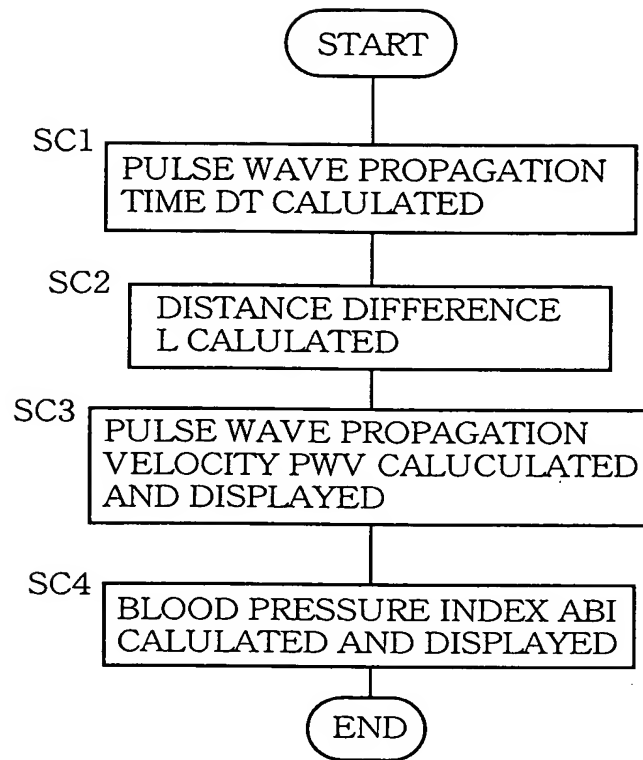 START
SC1
PULSE WAVE PROPAGATION
TIME DT CALULATED
SC2
DISTANCE DIFFERENCE
L CALULATED
SC3
PULSE WAVE PROPAGATION
VELOCITY PWV CALUCULATED
AND DISPLAYED
SC4
BLOOD PRESSURE INDEX ABI
CALULATED AND DISPLAYED
END